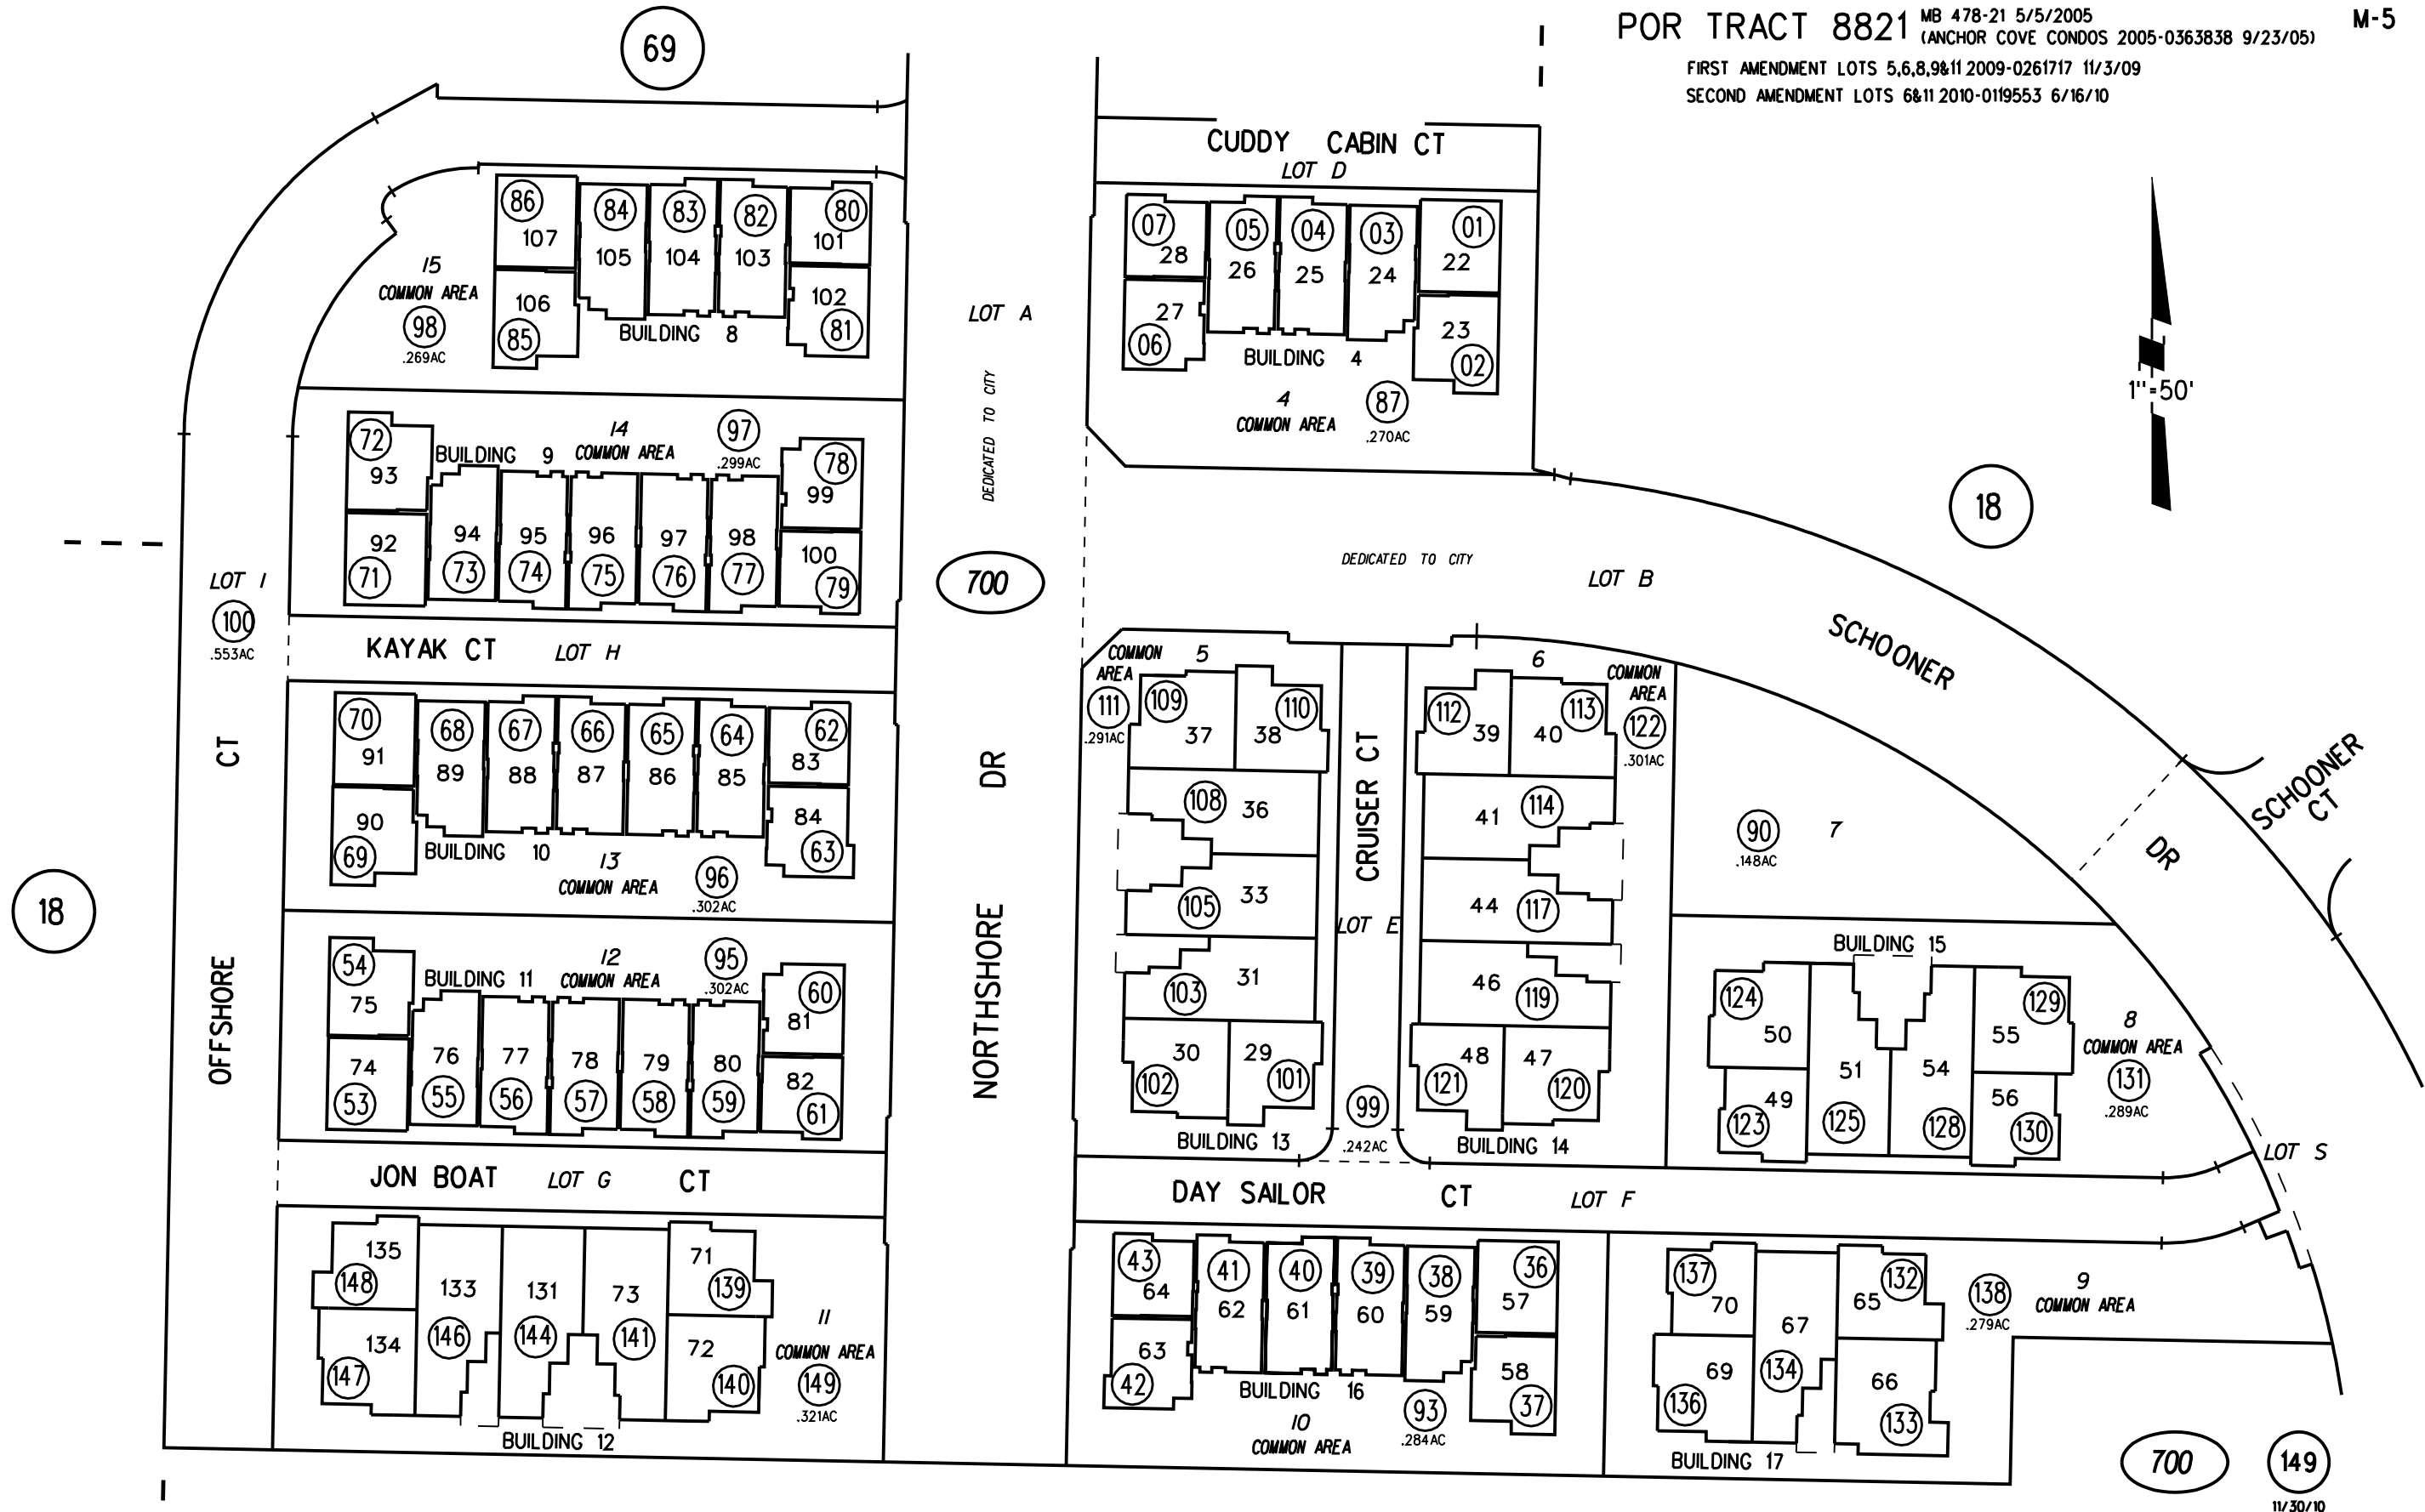 POR TRACT 8821 MB 478-21 5/5/2005
(ANCHOR COVE CONDOS 2005-0363838 9/23/05)
M-5
FIRST AMENDMENT LOTS 5,6,8,9&11 2009-0261717 11/3/09
SECOND AMENDMENT LOTS 6&11 2010-0119553 6/16/10
69
CUDDY CABIN CT
LOT D
86 84 83 82 80
107 105 104 103 101
15
COMMON AREA
98
.269AC
106 102
85 81
BUILDING 8
LOT A
DEDICATED TO CITY
07 05 04 03 01
28 26 25 24 22
27 23
06 02
BUILDING 4
4
COMMON AREA
87
.270AC
1"=50'
18
72
93
BUILDING 9
14
COMMON AREA
97
.299AC
78
99
92 94 95 96 97 98 100
71 73 74 75 76 77 79
700
DEDICATED TO CITY
LOT B
LOT I
100
.553AC
KAYAK CT LOT H
SCHOONER
DR
SCHOONER
CT
70 68 67 66 65 64 62
91 89 88 87 86 85 83
90 84
69 63
BUILDING 10
13
COMMON AREA
96
.302AC
18
OFFSHORE CT
NORTHSHORE DR
COMMON
AREA
5
111
.291AC
109 110
37 38
108 36
105 33
103 31
30 29
102 101
BUILDING 13
CRUISER CT
LOT E
99
.242AC
6
COMMON
AREA
122
.301AC
112 113
39 40
41 114
44 117
46 119
48 47
121 120
BUILDING 14
90
.148AC
7
54
75
BUILDING 11
12
COMMON AREA
95
.302AC
60
81
74 76 77 78 79 80 82
53 55 56 57 58 59 61
BUILDING 15
124 129
50 51 54 55
49 56
123 125 128 130
8
COMMON AREA
131
.289AC
LOT S
JON BOAT LOT G CT
DAY SAILOR CT LOT F
135 133 131 73 71
148 139
146 144 141
134 72
147 140
BUILDING 12
11
COMMON AREA
149
.321AC
43 41 40 39 38 36
64 62 61 60 59 57
63 58
42 37
BUILDING 16
10
COMMON AREA
93
.284AC
137 132
70 67 65
134
69 66
136 133
BUILDING 17
138
.279AC
9
COMMON AREA
700
149
11/30/10